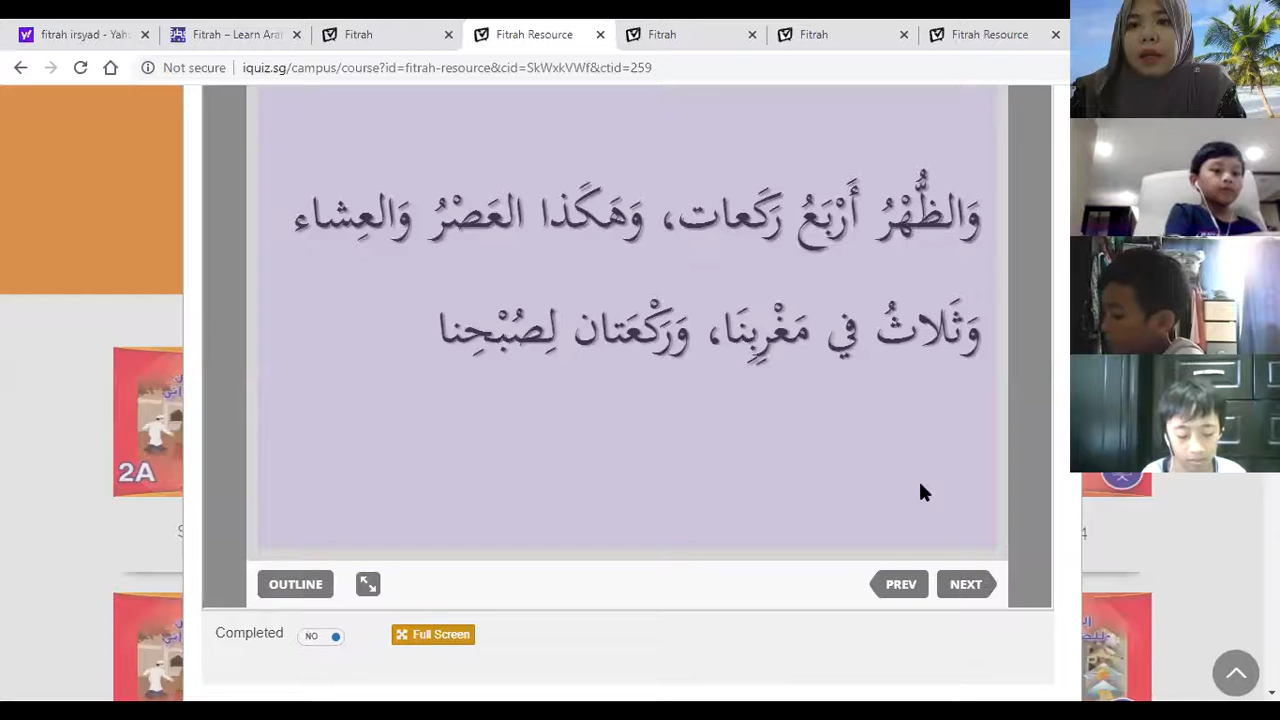 fitrah irsyad - Yah
Fitrah – Learn Ara
Fitrah
Fitrah Resource
Fitrah
Fitrah
Fitrah Resource
Not secure
iquiz.sg/campus/course?id=fitrah-resource&cid=SkWxkVWf&ctid=259
وَالظُّهْرُ أَرْبَعُ رَكَعات، وَهَكَذا العَصْرُ وَالعِشاء
وَثَلاثُ في مَغْرِبِنَا، وَرَكْعَتان لِصُبْحِنا
2A
OUTLINE
PREV
NEXT
Completed
NO
Full Screen